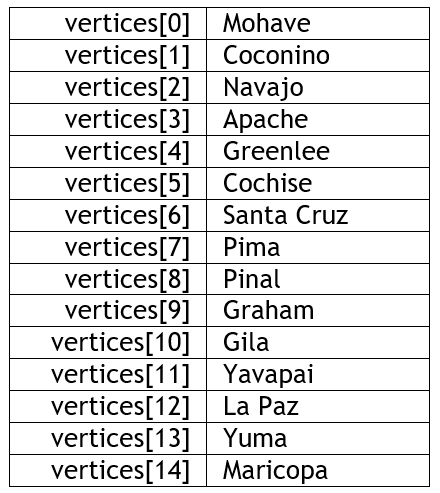 vertices[0] Mohave
vertices[1] Coconino
vertices[2] Navajo
vertices[3] Apache
vertices[4] Greenlee
vertices[5] Cochise
vertices[6] Santa Cruz
vertices[7] Pima
vertices[8] Pinal
vertices[9] Graham
vertices[10] Gila
vertices[11] Yavapai
vertices[12] La Paz
vertices[13] Yuma
vertices[14] Maricopa